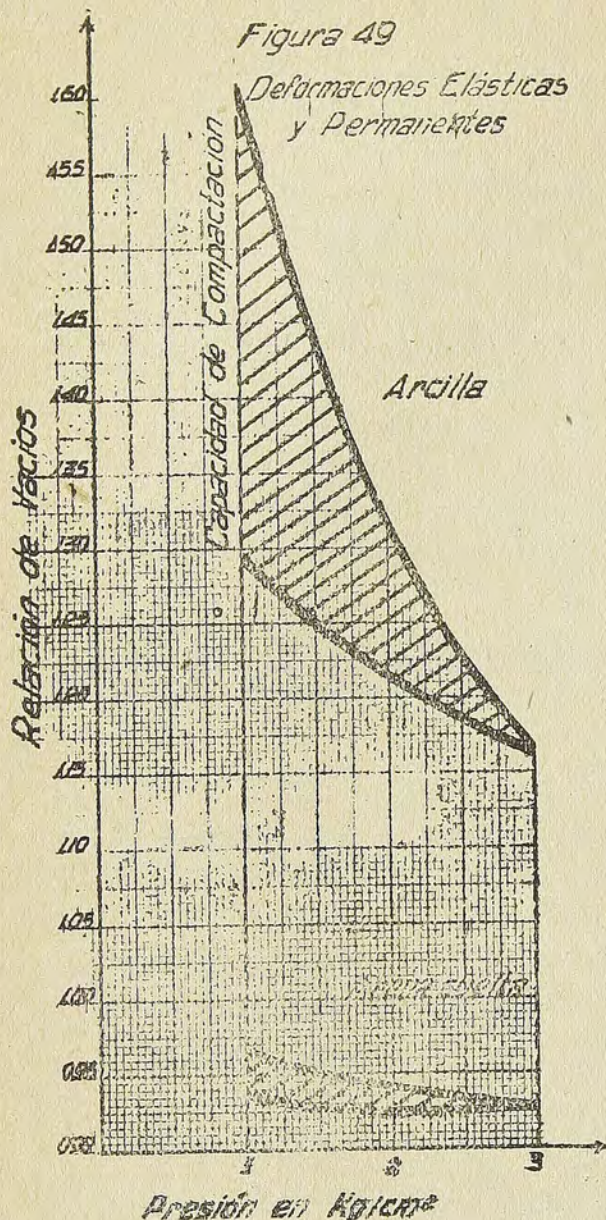 Figura 49
Deformaciones Elásticas
y Permanentes
Capacidad de Compactación
Arcilla
Relación de Vacíos
1.60
1.55
1.50
1.45
1.40
1.35
1.30
1.25
1.20
1.15
1.10
1.05
1.00
0.95
0.90
1
2
3
Presión en Kg/cm²